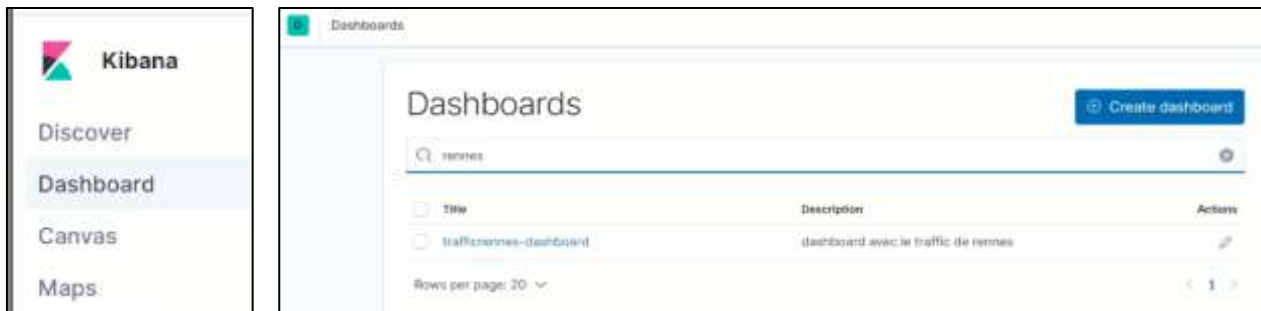 Kibana
Discover
Dashboard
Canvas
Maps
D Dashboards
Dashboards
Create dashboard
rennes
Title Description Actions
trafficrennes-dashboard dashboard avec le traffic de rennes
Rows per page: 20
1